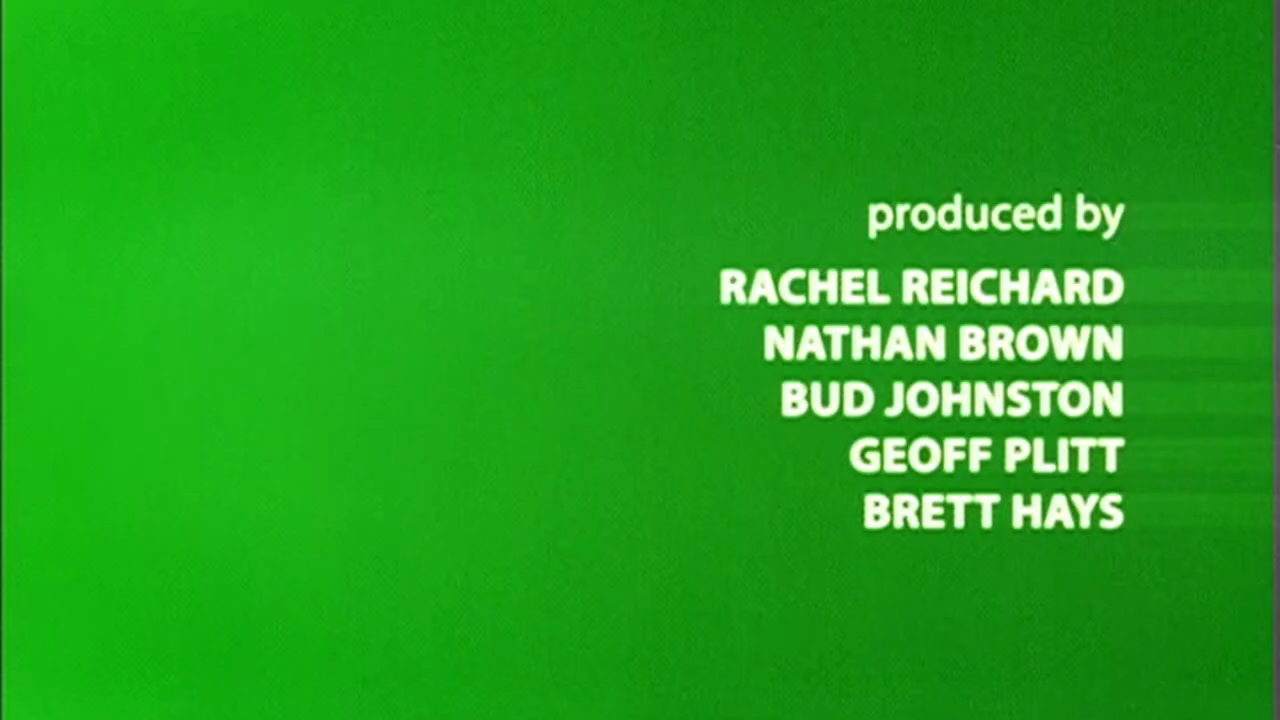 produced by
RACHEL REICHARD
NATHAN BROWN
BUD JOHNSTON
GEOFF PLITT
BRETT HAYS